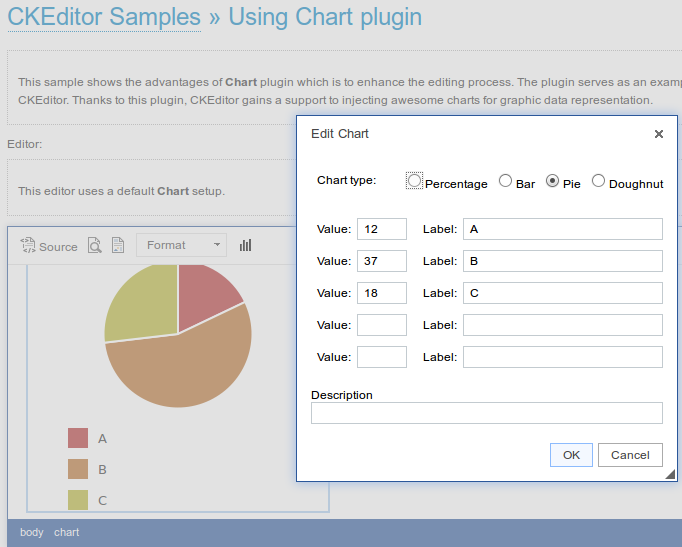 CKEditor Samples » Using Chart plugin
This sample shows the advantages of Chart plugin which is to enhance the editing process. The plugin serves as an
CKEditor. Thanks to this plugin, CKEditor gains a support to injecting awesome charts for graphic data representation.
Editor:
This editor uses a default Chart setup.
Source
Format
A
B
C
body chart
Edit Chart
Chart type: Percentage Bar Pie Doughnut
Value: 12 Label: A
Value: 37 Label: B
Value: 18 Label: C
Value: Label:
Value: Label:
Description
OK Cancel